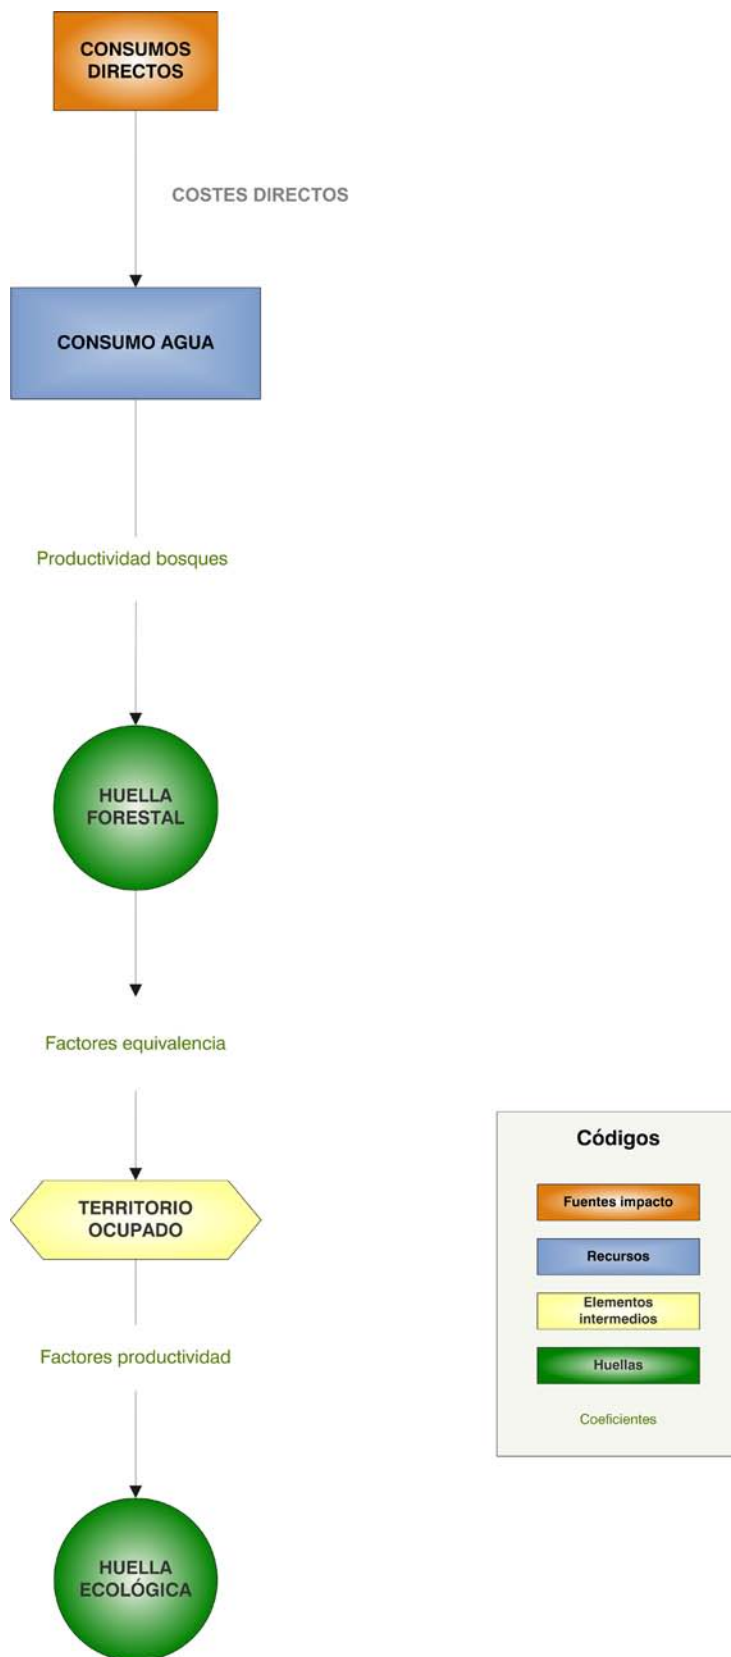 CONSUMOS
DIRECTOS
COSTES DIRECTOS
CONSUMO AGUA
Productividad bosques
HUELLA
FORESTAL
Factores equivalencia
TERRITORIO
OCUPADO
Factores productividad
HUELLA
ECOLÓGICA
Códigos
Fuentes impacto
Recursos
Elementos
intermedios
Huellas
Coeficientes